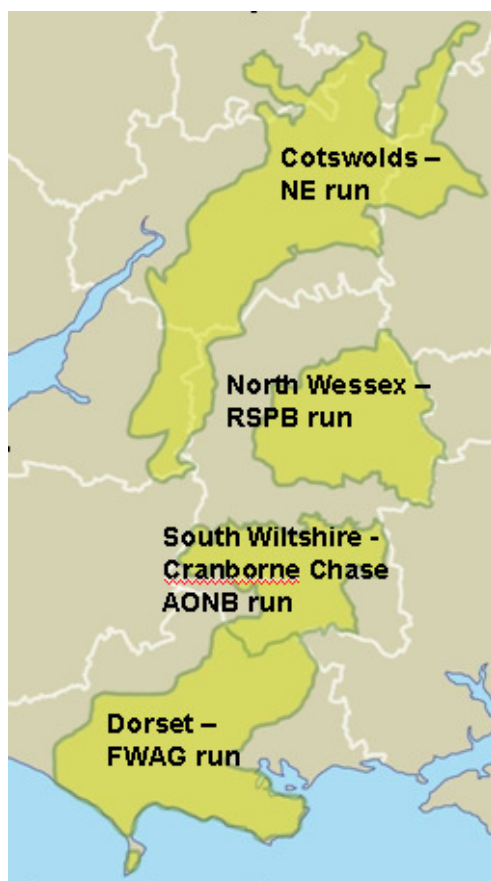 Cotswolds –
NE run
North Wessex –
RSPB run
South Wiltshire -
Cranborne Chase
AONB run
Dorset –
FWAG run